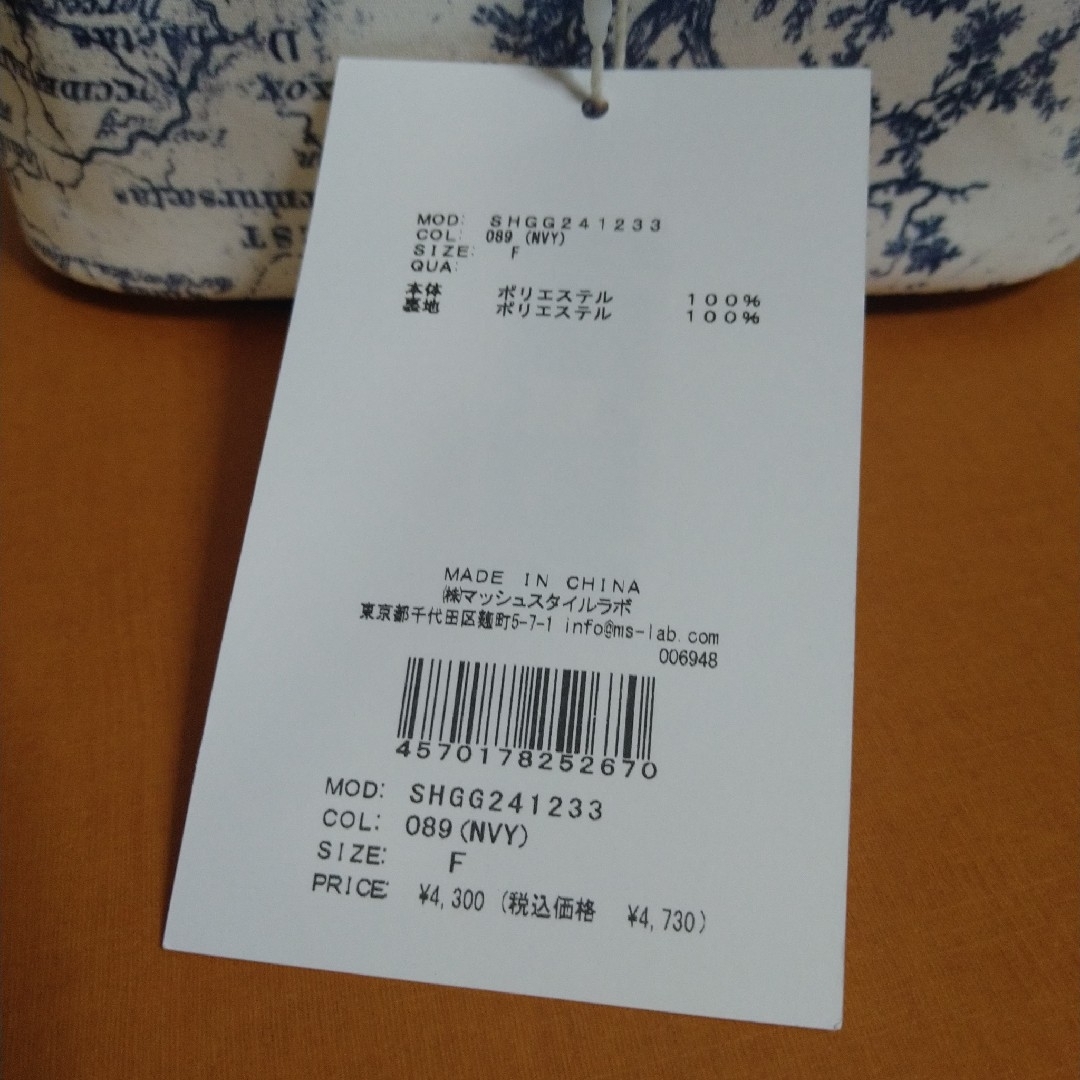 MOD: SHGG241233
COL: 089 (NVY)
SIZE: F
QUA:
本体 ポリエステル 100%
裏地 ポリエステル 100%
MADE IN CHINA
㈱マッシュスタイルラボ
東京都千代田区麹町5-7-1 info@ms-lab.com
006948
4570178252670
MOD: SHGG241233
COL: 089(NVY)
SIZE: F
PRICE: ¥4,300 (税込価格 ¥4,730)